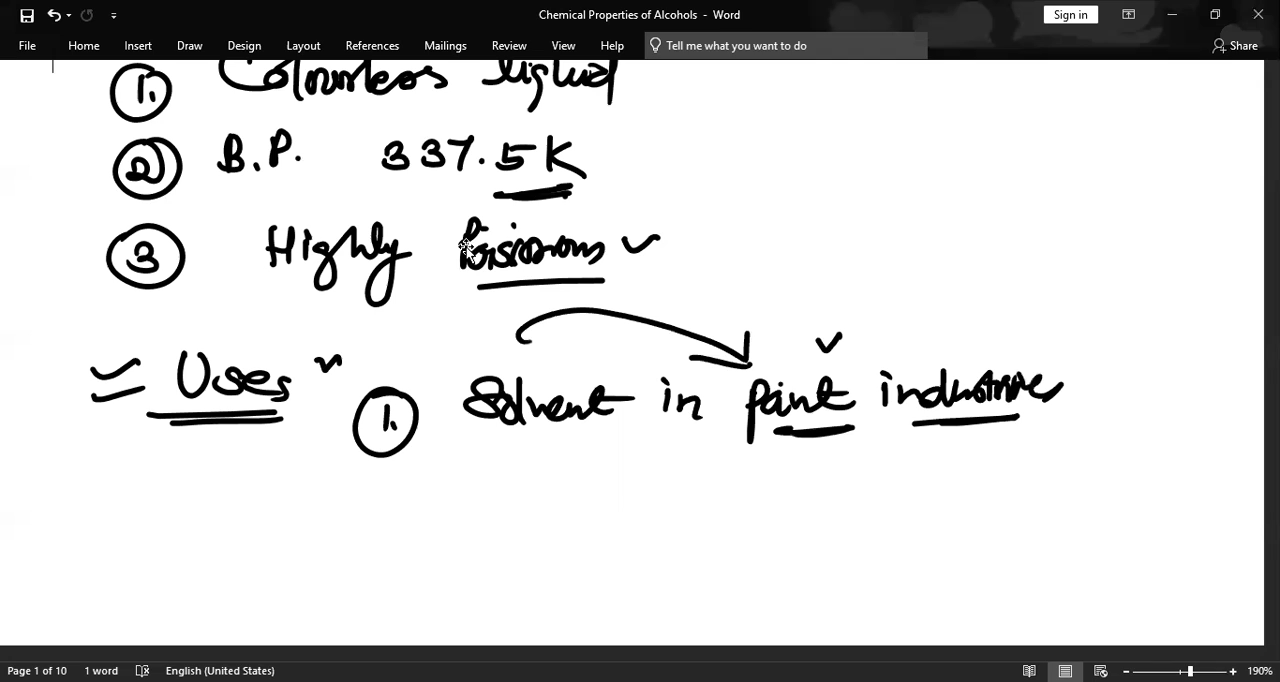 Chemical Properties of Alcohols - Word
Sign in
File Home Insert Draw Design Layout References Mailings Review View Help Tell me what you want to do Share
1. Colourless liquid
2 B.P. 337.5K
3 Highly Poisionous
Uses 1. Solvent in paint industries
Page 1 of 10 1 word English (United States) 190%